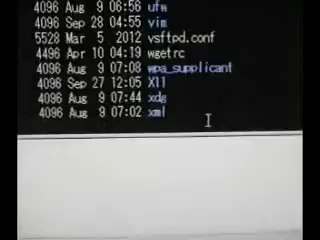 4096 Aug 9 06:56 ufw
4096 Sep 28 04:55 vim
5528 Mar 5 2012 vsftpd.conf
4496 Apr 10 04:19 wgetrc
4096 Aug 9 07:08 wpa_supplicant
4096 Sep 27 12:05 X11
4096 Aug 9 07:44 xdg
4096 Aug 9 07:02 xml